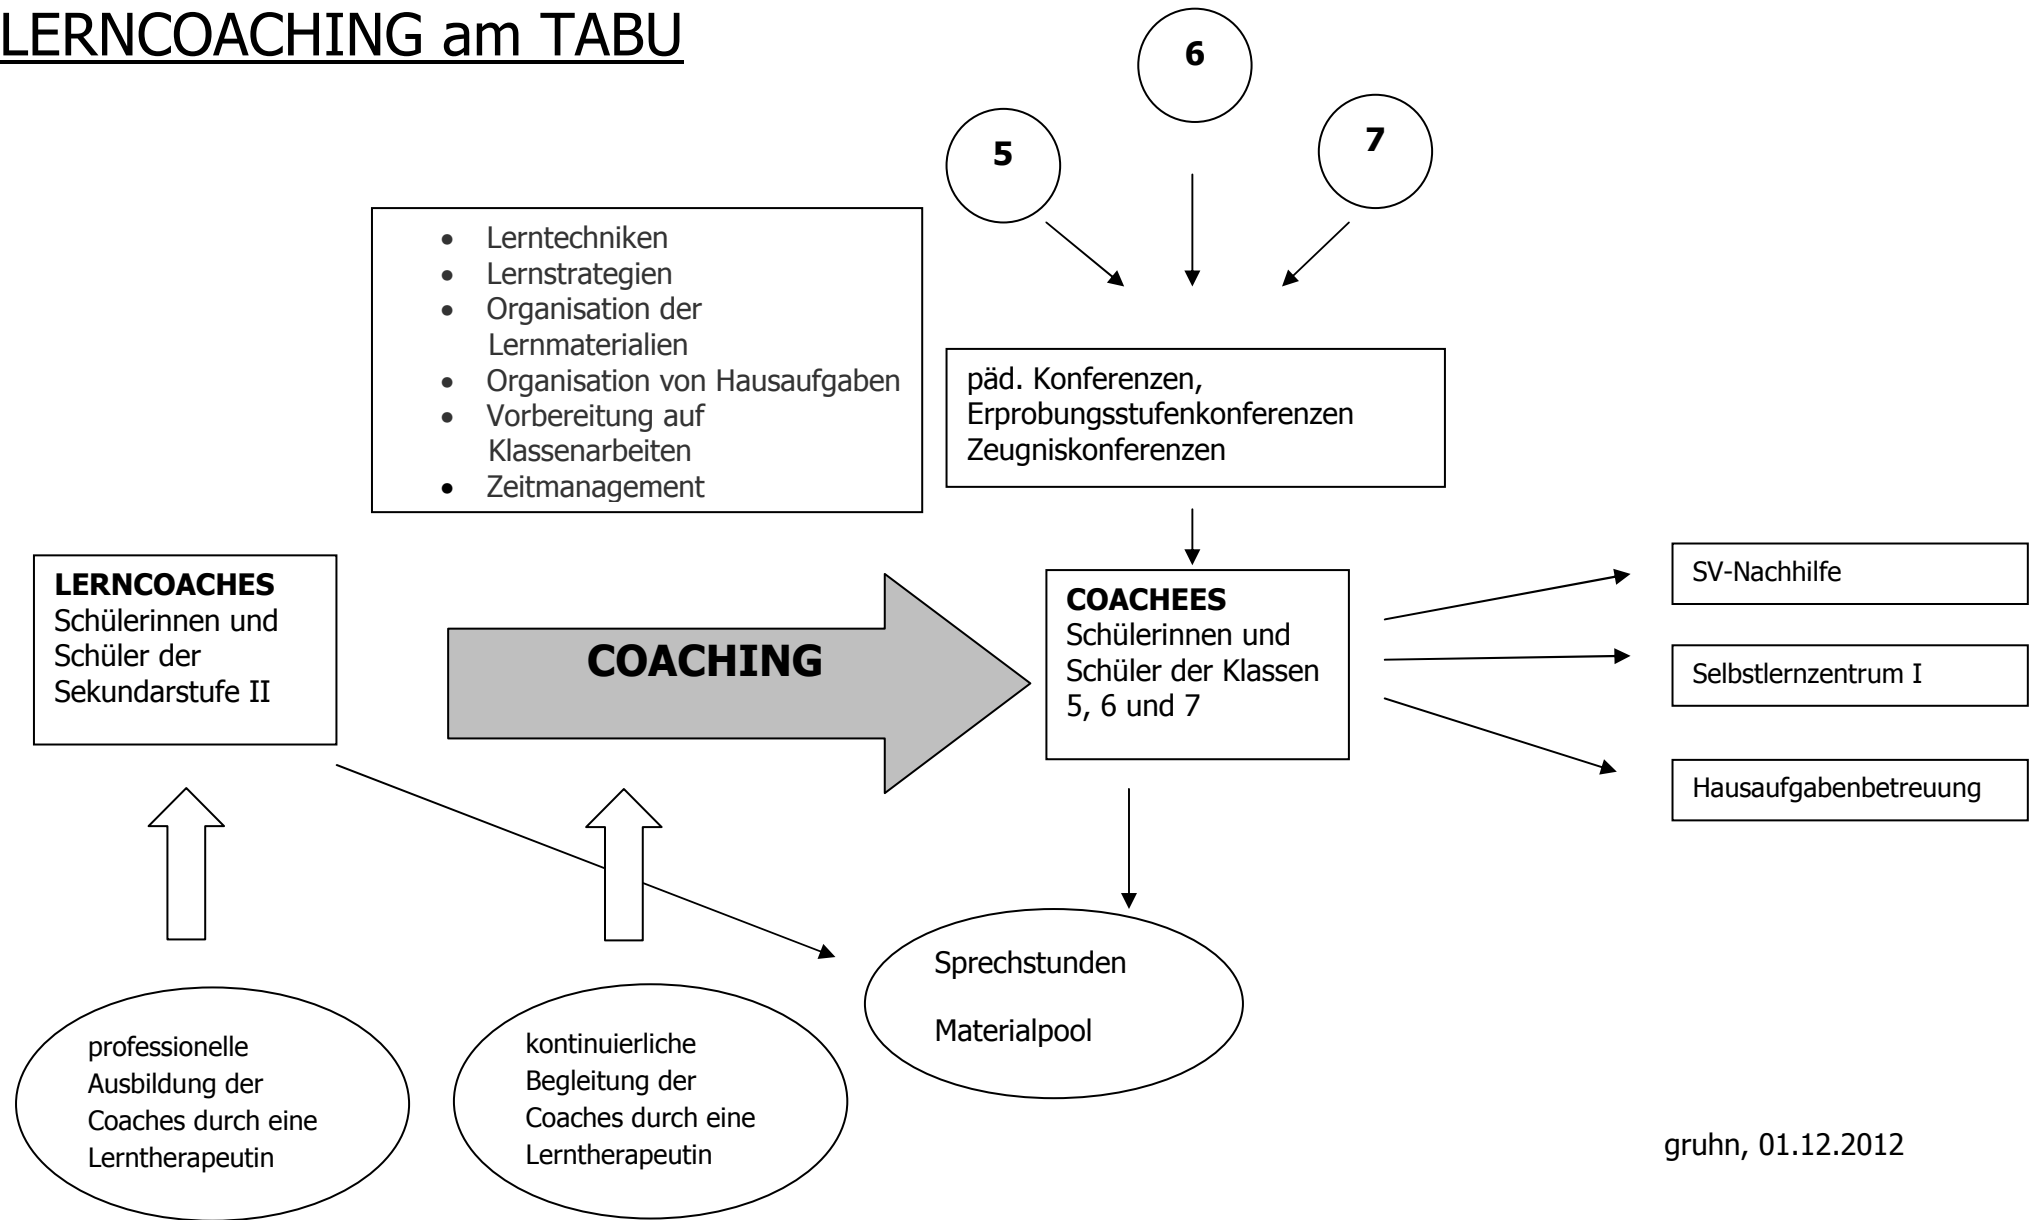 LERNCOACHING am TABU
6
5
7
• Lerntechniken
• Lernstrategien
• Organisation der
Lernmaterialien
• Organisation von Hausaufgaben
• Vorbereitung auf
Klassenarbeiten
• Zeitmanagement
päd. Konferenzen,
Erprobungsstufenkonferenzen
Zeugniskonferenzen
LERNCOACHES
Schülerinnen und
Schüler der
Sekundarstufe II
COACHING
COACHEES
Schülerinnen und
Schüler der Klassen
5, 6 und 7
SV-Nachhilfe
Selbstlernzentrum I
Hausaufgabenbetreuung
professionelle
Ausbildung der
Coaches durch eine
Lerntherapeutin
kontinuierliche
Begleitung der
Coaches durch eine
Lerntherapeutin
Sprechstunden
Materialpool
gruhn, 01.12.2012